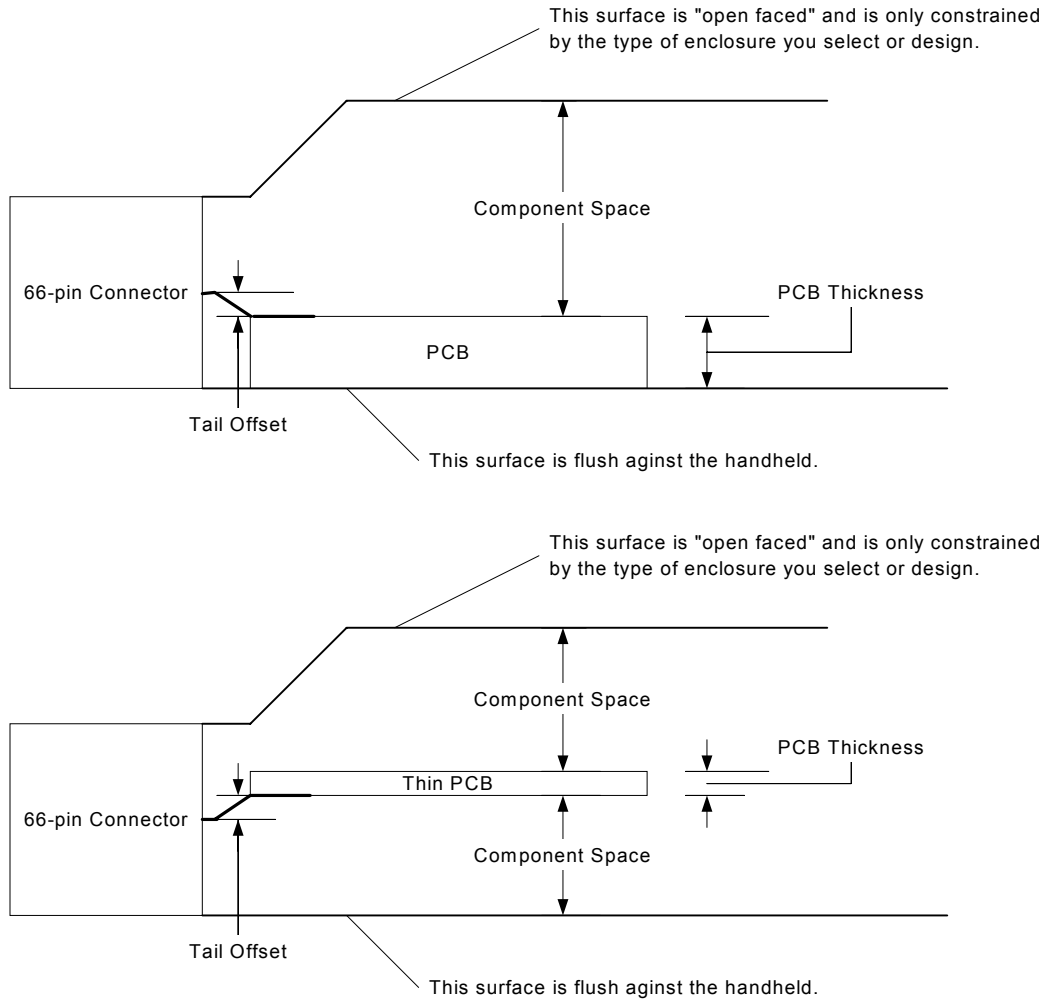 This surface is "open faced" and is only constrained
by the type of enclosure you select or design.
Component Space
66-pin Connector
PCB Thickness
PCB
Tail Offset
This surface is flush aginst the handheld.
This surface is "open faced" and is only constrained
by the type of enclosure you select or design.
Component Space
PCB Thickness
Thin PCB
66-pin Connector
Component Space
Tail Offset
This surface is flush aginst the handheld.